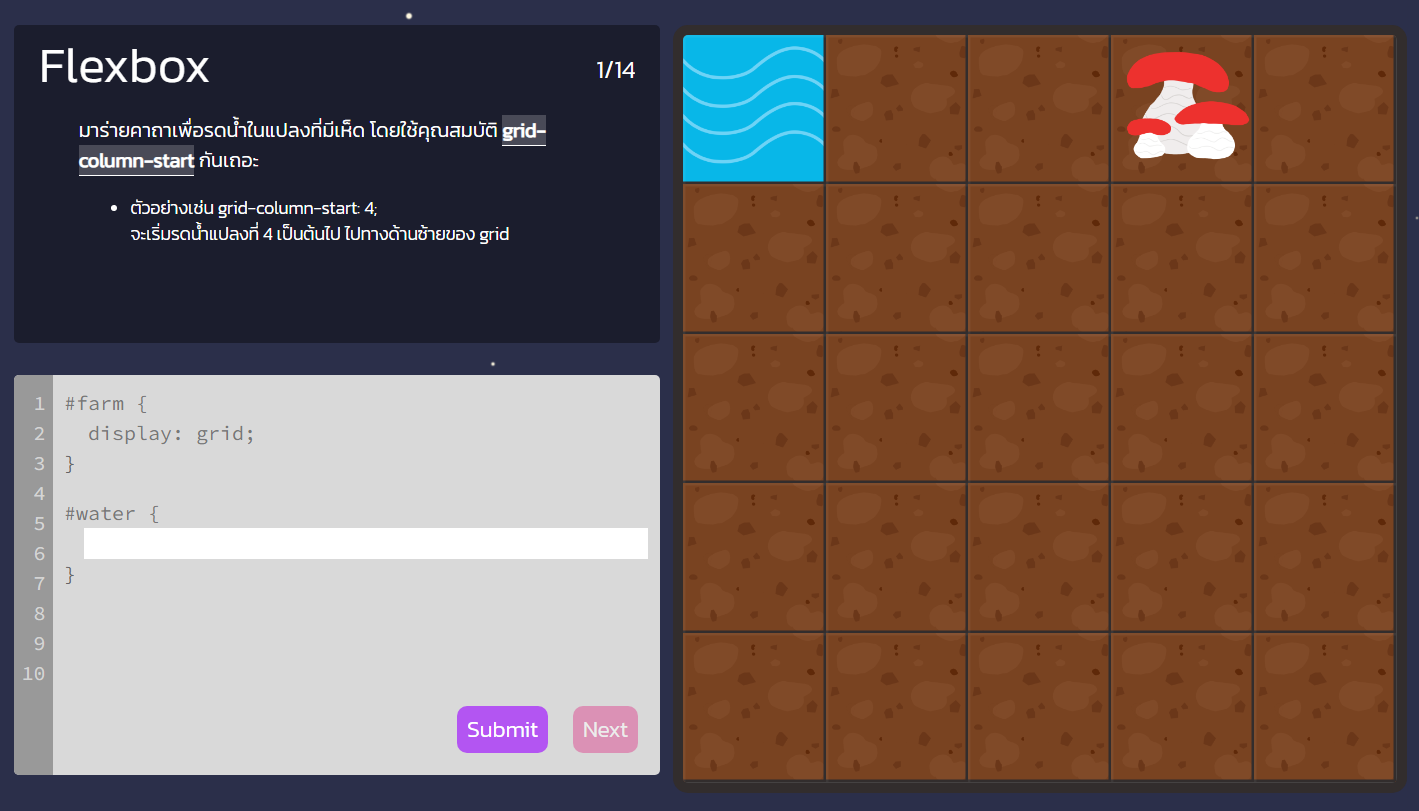 Flexbox
1/14
มาร่ายคาถาเพื่อรดน้ำในแปลงที่มีเห็ด โดยใช้คุณสมบัติ grid-
column-start กันเถอะ
• ตัวอย่างเช่น grid-column-start: 4;
จะเริ่มรดน้ำแปลงที่ 4 เป็นต้นไป ไปทางด้านซ้ายของ grid
1 #farm {
2 display: grid;
3 }
4
5 #water {
6
7 }
8
9
10
Submit Next